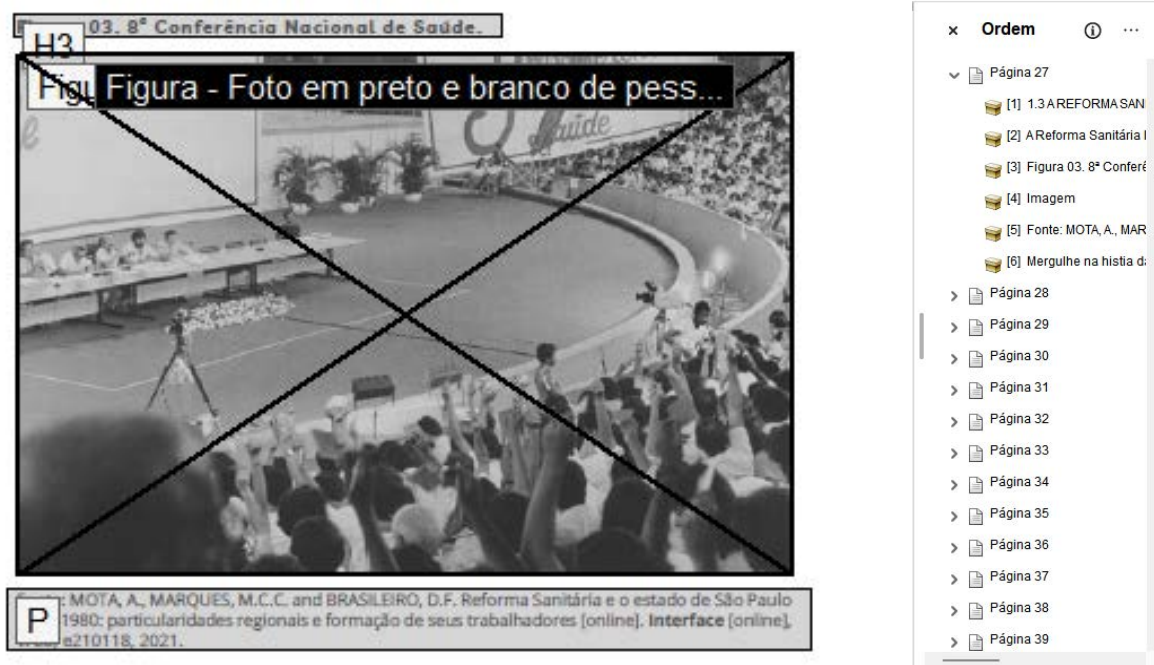 03. 8ª Conferência Nacional de Saúde.
H3
Figu
Figura - Foto em preto e branco de pess...
Saúde
: MOTA, A., MARQUES, M.C.C. and BRASILEIRO, D.F. Reforma Sanitária e o estado de São Paulo
P
1980: particularidades regionais e formação de seus trabalhadores [online]. Interface [online],
e210118, 2021.
× Ordem ...
Página 27
[1] 1.3 A REFORMA SAN
[2] A Reforma Sanitária
[3] Figura 03. 8ª Confer
[4] Imagem
[5] Fonte: MOTA, A., MAR
[6] Mergulhe na histia d
Página 28
Página 29
Página 30
Página 31
Página 32
Página 33
Página 34
Página 35
Página 36
Página 37
Página 38
Página 39